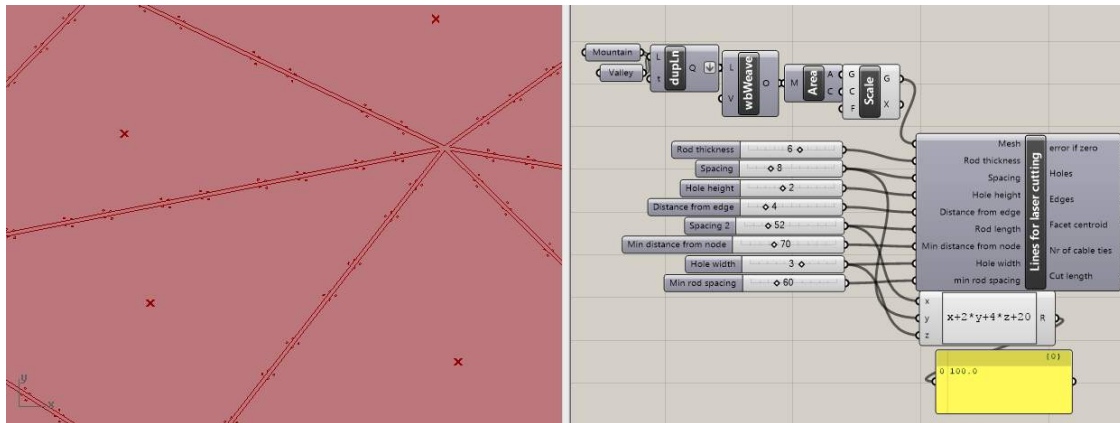 y
x
Mountain
Valley
L
t
dupLn
Q
L
V
wbWeave
O
M
Area
A
C
G
C
F
Scale
G
X
Rod thickness 6
Spacing 8
Hole height 2
Distance from edge 4
Spacing 2 52
Min distance from node 70
Hole width 3
Min rod spacing 60
Mesh
Rod thickness
Spacing
Hole height
Distance from edge
Rod length
Min distance from node
Hole width
min rod spacing
Lines for laser cutting
error if zero
Holes
Edges
Facet centroid
Nr of cable ties
Cut length
x
y
z
x+2*y+4*z+20
R
{0}
0 100.0